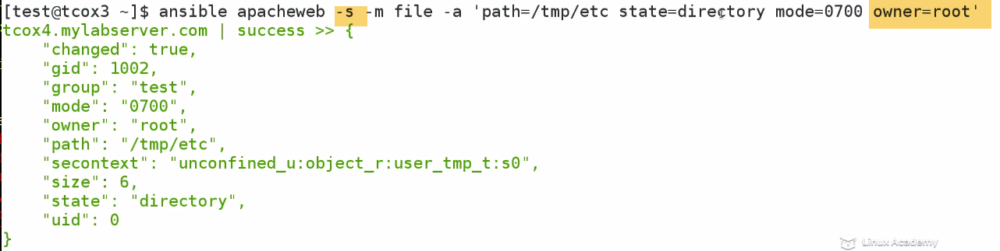 [test@tcox3 ~]$ ansible apacheweb -s -m file -a 'path=/tmp/etc state=directory mode=0700 owner=root'
tcox4.mylabserver.com | success >> {
    "changed": true,
    "gid": 1002,
    "group": "test",
    "mode": "0700",
    "owner": "root",
    "path": "/tmp/etc",
    "secontext": "unconfined_u:object_r:user_tmp_t:s0",
    "size": 6,
    "state": "directory",
    "uid": 0
}
Linux Academy